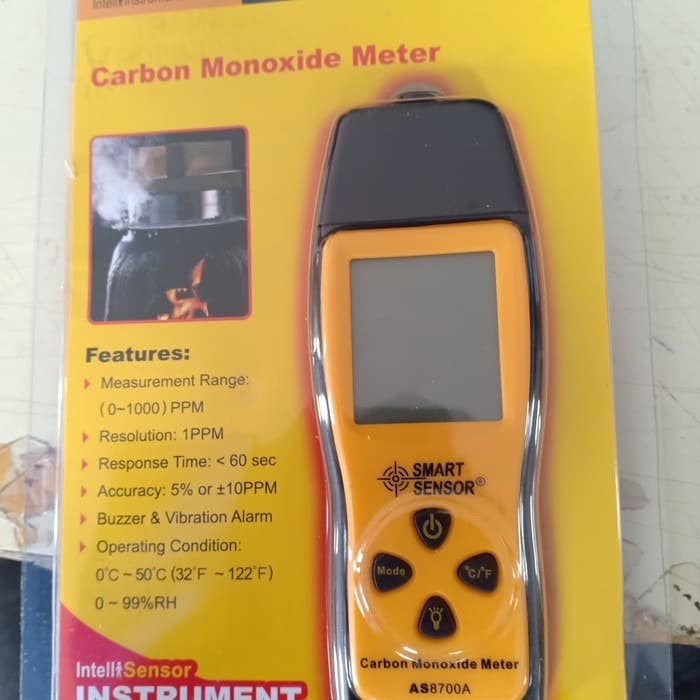 Carbon Monoxide Meter
Features:
Measurement Range:
(0~1000) PPM
Resolution: 1PPM
Response Time: < 60 sec
Accuracy: 5% or ±10PPM
Buzzer & Vibration Alarm
Operating Condition:
0°C ~ 50°C (32°F ~ 122°F)
0 ~ 99%RH
Intelli Sensor
INSTRUMENT
SMART
SENSOR®
Mode
°C/°F
Carbon Monoxide Meter
AS8700A